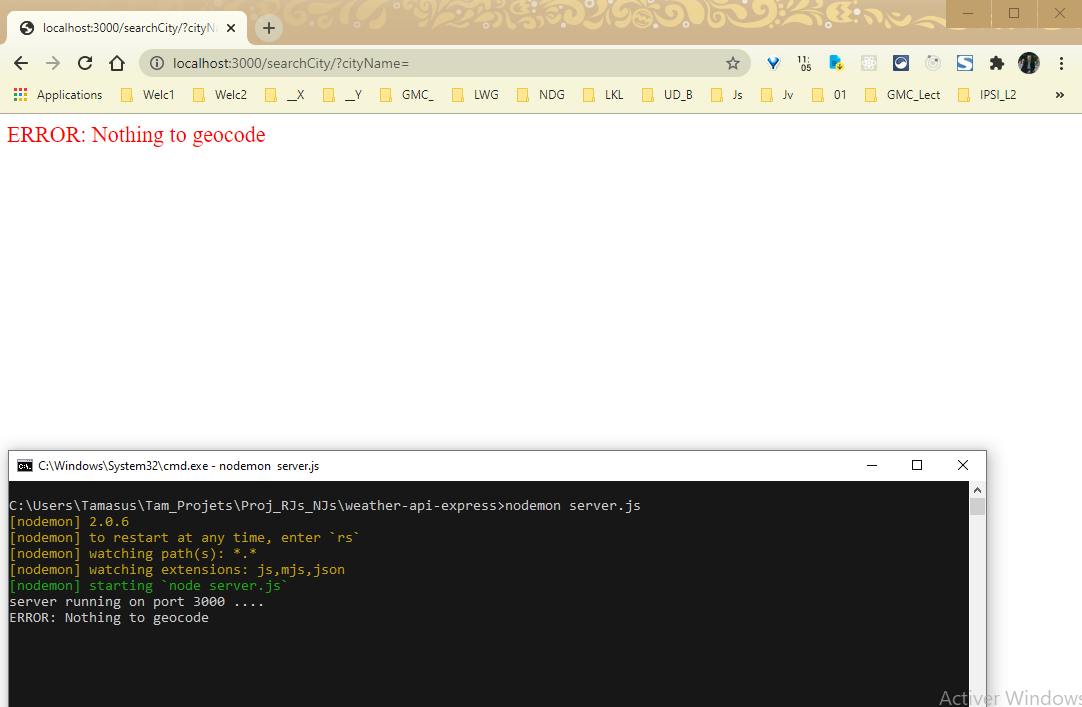 localhost:3000/searchCity/?cityN
localhost:3000/searchCity/?cityName=
11:
05
Applications Welc1 Welc2 __X __Y GMC_ LWG NDG LKL UD_B Js Jv 01 GMC_Lect IPSI_L2 »
ERROR: Nothing to geocode
C:\Windows\System32\cmd.exe - nodemon server.js
C:\Users\Tamasus\Tam_Projets\Proj_RJs_NJs\weather-api-express>nodemon server.js
[nodemon] 2.0.6
[nodemon] to restart at any time, enter `rs`
[nodemon] watching path(s): *.*
[nodemon] watching extensions: js,mjs,json
[nodemon] starting `node server.js`
server running on port 3000 ....
ERROR: Nothing to geocode
Activer Windows